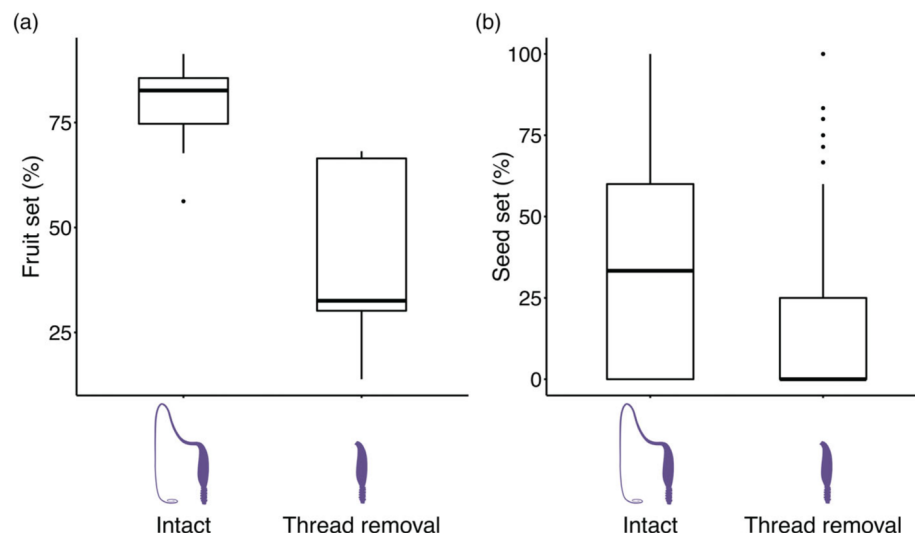 (a)
Fruit set (%)
75
50
25
Intact
Thread removal
(b)
Seed set (%)
100
75
50
25
0
Intact
Thread removal